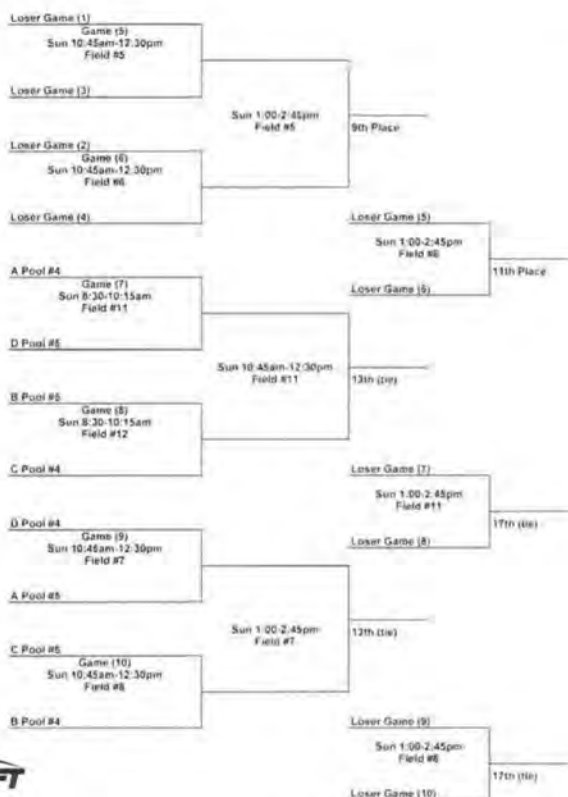 Loser Game (1)
Game (5)
Sun 10:45am-12:30pm
Field #5
Loser Game (3)
Sun 1:00-2:45pm
Field #5
9th Place
Loser Game (2)
Game (6)
Sun 10:45am-12:30pm
Field #6
Loser Game (4)
Loser Game (5)
Sun 1:00-2:45pm
Field #6
11th Place
Loser Game (6)
A Pool #4
Game (7)
Sun 8:30-10:15am
Field #11
D Pool #5
Sun 10:45am-12:30pm
Field #11
13th (tie)
B Pool #5
Game (8)
Sun 8:30-10:15am
Field #12
C Pool #4
Loser Game (7)
Sun 1:00-2:45pm
Field #11
17th (tie)
Loser Game (8)
D Pool #4
Game (9)
Sun 10:45am-12:30pm
Field #7
A Pool #5
Sun 1:00-2:45pm
Field #7
13th (tie)
C Pool #5
Game (10)
Sun 10:45am-12:30pm
Field #8
B Pool #4
Loser Game (9)
Sun 1:00-2:45pm
Field #8
17th (tie)
Loser Game (10)